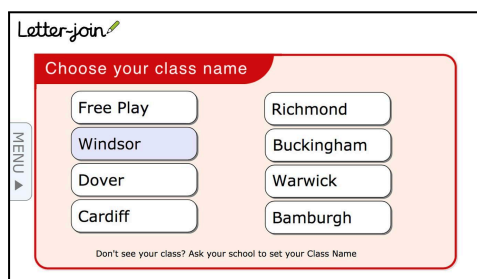 Letter-join
Choose your class name
Free Play
Windsor
Dover
Cardiff
Richmond
Buckingham
Warwick
Bamburgh
MENU ▲
Don't see your class? Ask your school to set your Class Name